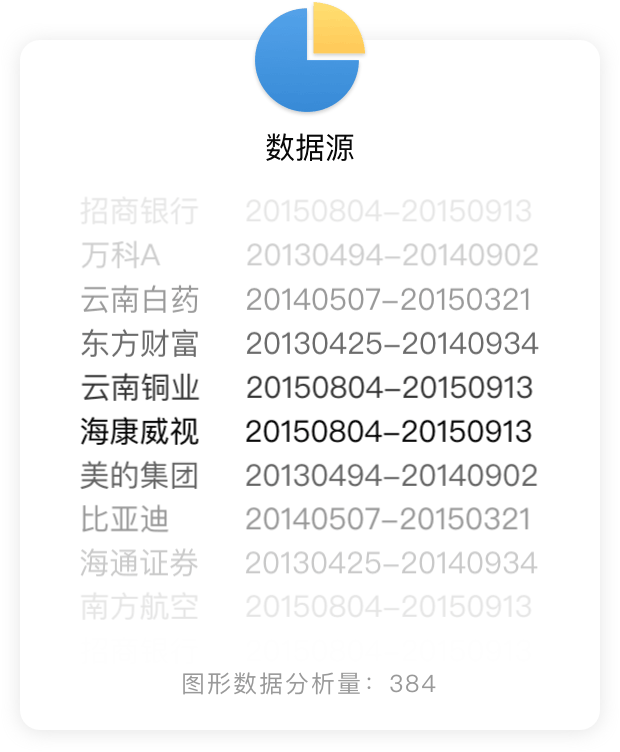 数据源
招商银行 20150804-20150913
万科A 20130494-20140902
云南白药 20140507-20150321
东方财富 20130425-20140934
云南铜业 20150804-20150913
海康威视 20150804-20150913
美的集团 20130494-20140902
比亚迪 20140507-20150321
海通证券 20130425-20140934
南方航空 20150804-20150913
图形数据分析量：384